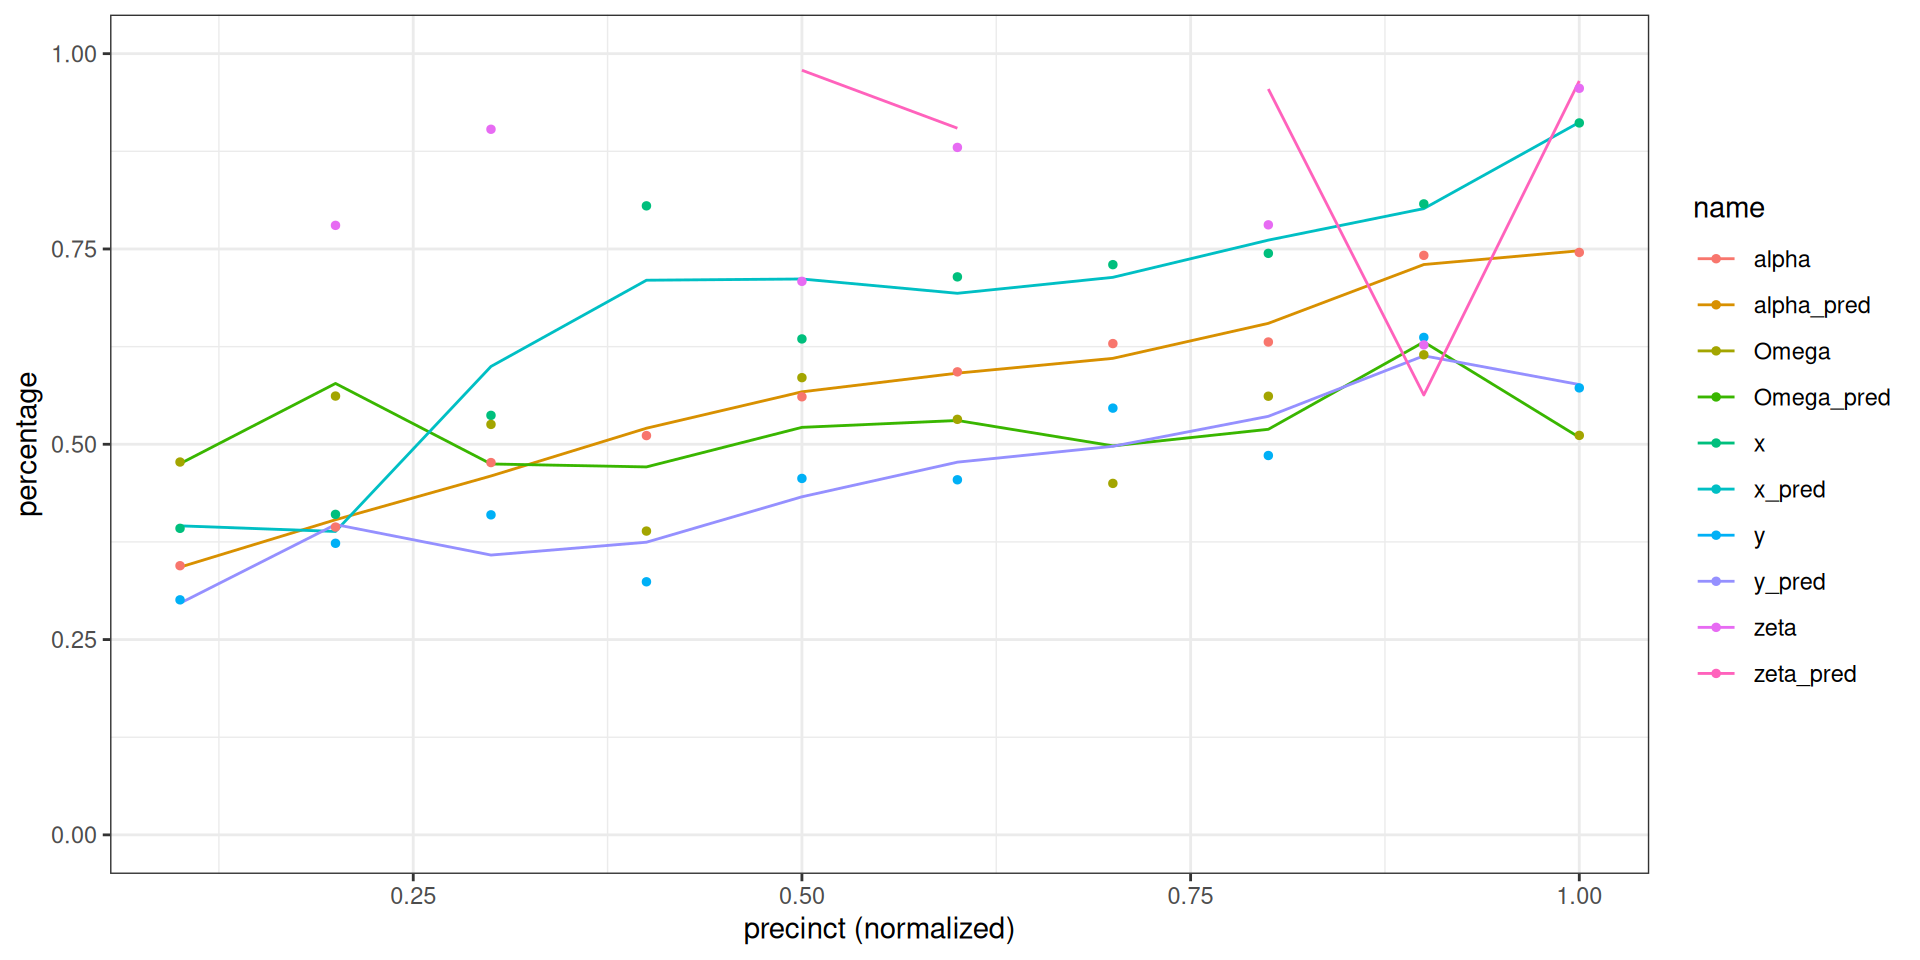 1.00
0.75
0.50
0.25
0.00
percentage
0.25 0.50 0.75 1.00
precinct (normalized)
name
alpha
alpha_pred
Omega
Omega_pred
x
x_pred
y
y_pred
zeta
zeta_pred